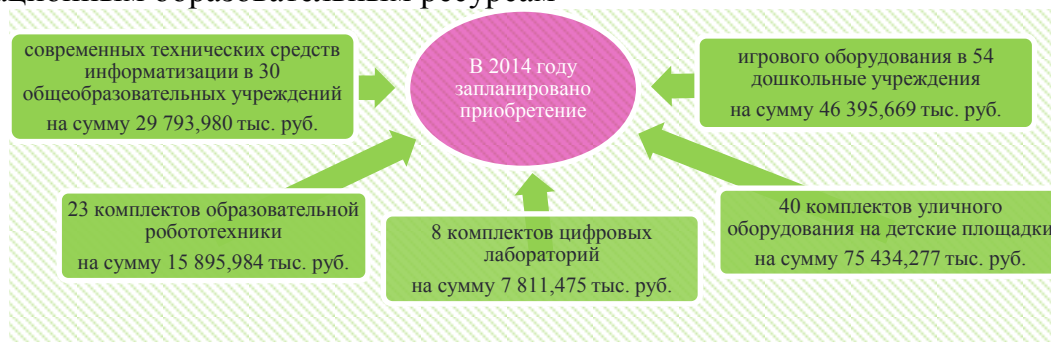 ационным образовательным ресурсам
современных технических средств
информатизации в 30
общеобразовательных учреждений
на сумму 29 793,980 тыс. руб.
В 2014 году
запланировано
приобретение
игрового оборудования в 54
дошкольные учреждения
на сумму 46 395,669 тыс. руб.
23 комплектов образовательной
робототехники
на сумму 15 895,984 тыс. руб.
8 комплектов цифровых
лабораторий
на сумму 7 811,475 тыс. руб.
40 комплектов уличного
оборудования на детские площадки
на сумму 75 434,277 тыс. руб.